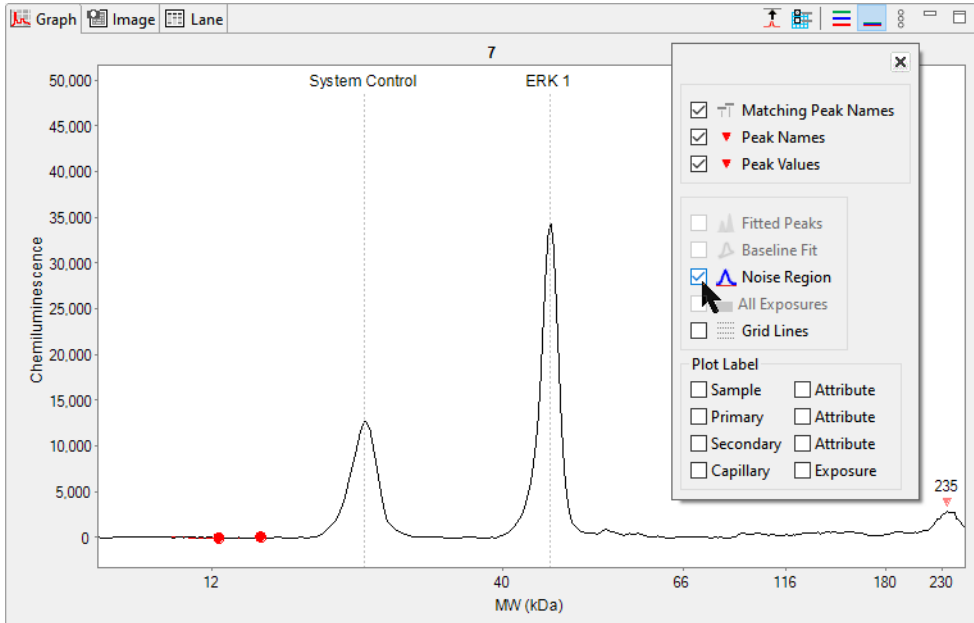 Graph Image Lane
7
System Control
ERK 1
50,000
45,000
40,000
35,000
30,000
25,000
20,000
15,000
10,000
5,000
0
Chemiluminescence
12
40
66
116
180
230
MW (kDa)
235
Matching Peak Names
Peak Names
Peak Values
Fitted Peaks
Baseline Fit
Noise Region
All Exposures
Grid Lines
Plot Label
Sample Attribute
Primary Attribute
Secondary Attribute
Capillary Exposure